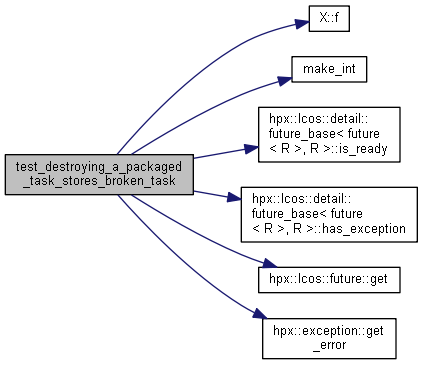 X::f
make_int
hpx::lcos::detail::
future_base< future
< R >, R >::is_ready
test_destroying_a_packaged
_task_stores_broken_task
hpx::lcos::detail::
future_base< future
< R >, R >::has_exception
hpx::lcos::future::get
hpx::exception::get
_error